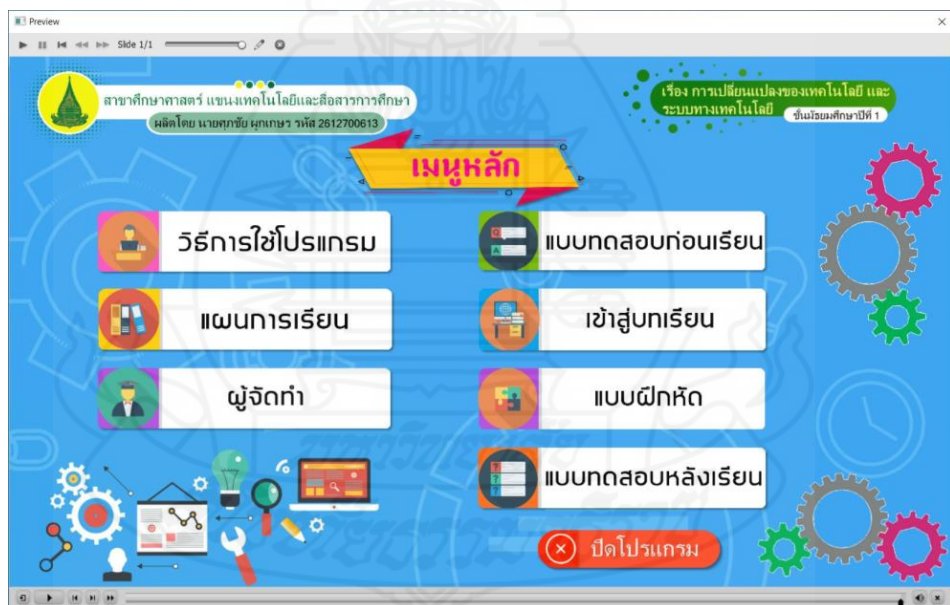 Preview
Slide 1/1
สาขาศึกษาศาสตร์ แขนงเทคโนโลยีและสื่อสารการศึกษา
ผลิตโดย นายศุภชัย ผูกเกษร รหัส 2612700613
เรื่อง การเปลี่ยนแปลงของเทคโนโลยี และ
ระบบทางเทคโนโลยี
ชั้นมัธยมศึกษาปีที่ 1
เมนูหลัก
วิธีการใช้โปรแกรม
แผนการเรียน
ผู้จัดทำ
Q
A
แบบทดสอบก่อนเรียน
เข้าสู่บทเรียน
แบบฝึกหัด
?
?
?
แบบทดสอบหลังเรียน
ปิดโปรแกรม